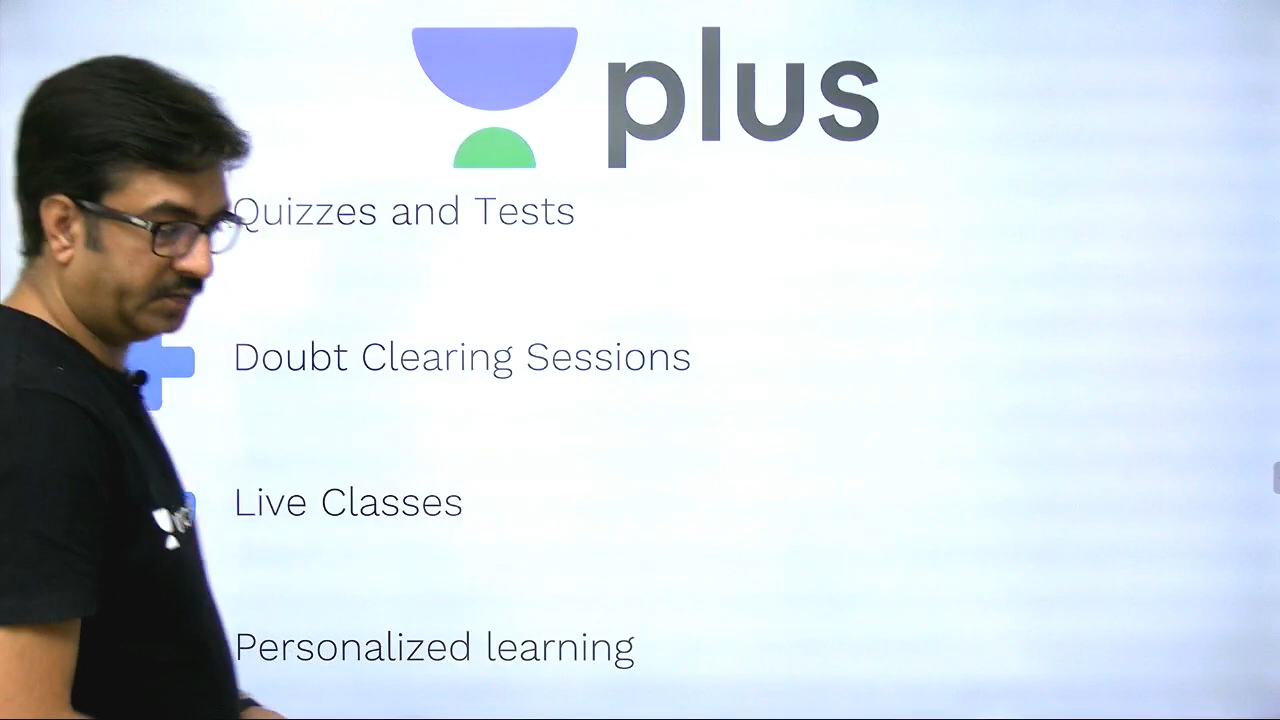 plus
Quizzes and Tests
Doubt Clearing Sessions
Live Classes
Personalized learning